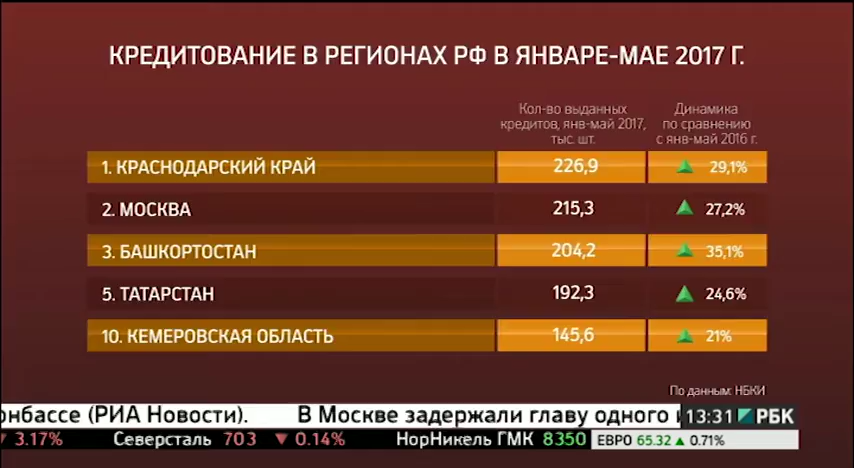 КРЕДИТОВАНИЕ В РЕГИОНАХ РФ В ЯНВАРЕ-МАЕ 2017 Г.
Кол-во выданных кредитов, янв-май 2017, тыс. шт.
Динамика по сравнению с янв-май 2016 г.
1. КРАСНОДАРСКИЙ КРАЙ 226,9 29,1%
2. МОСКВА 215,3 27,2%
3. БАШКОРТОСТАН 204,2 35,1%
5. ТАТАРСТАН 192,3 24,6%
10. КЕМЕРОВСКАЯ ОБЛАСТЬ 145,6 21%
По данным: НБКИ
онбассе (РИА Новости). В Москве задержали главу одного 13:31 РБК
▼ 3.17% Северсталь 703 ▼ 0.14% НорНикель ГМК 8350 ЕВРО 65.32 ▲ 0.71%